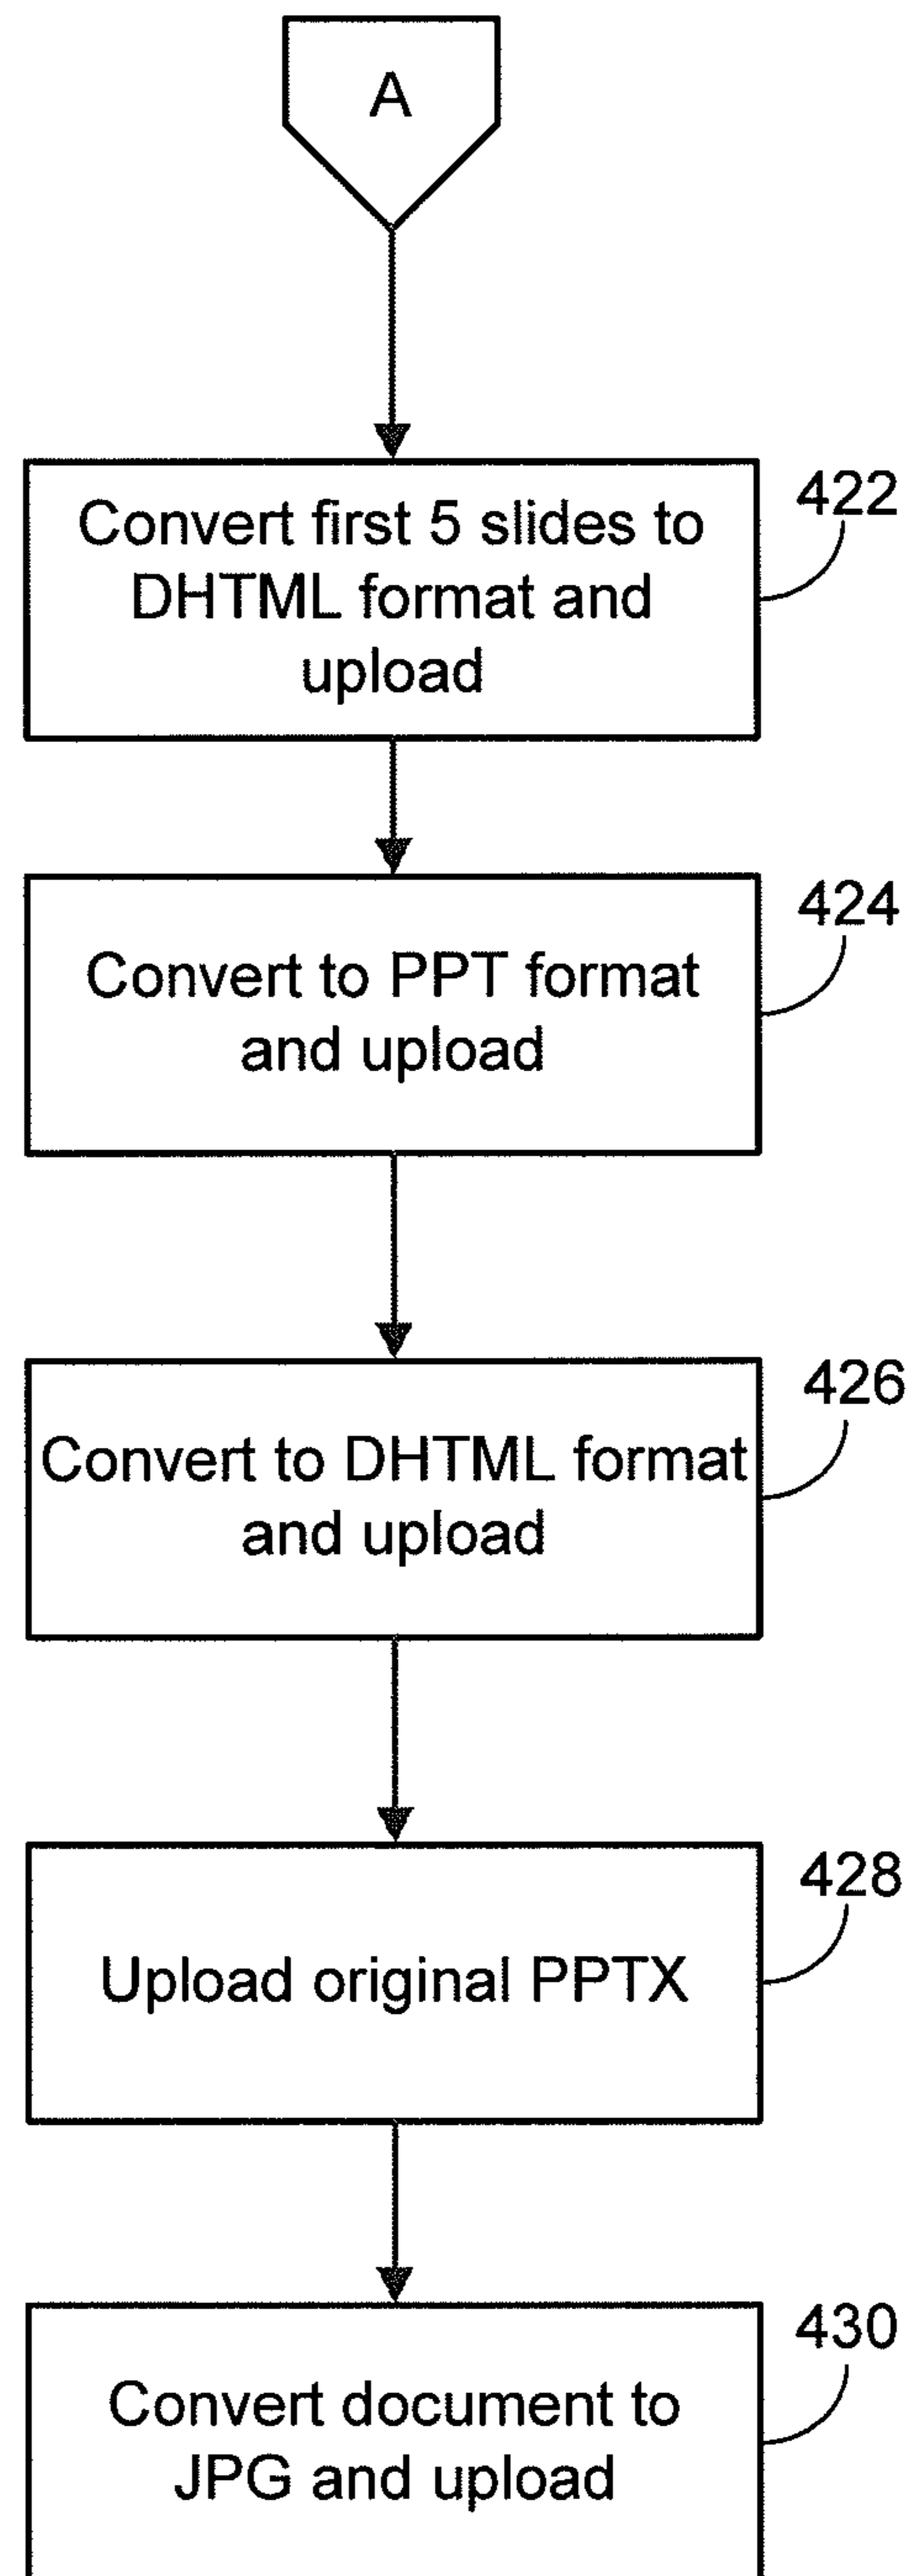 A
422
Convert first 5 slides to
DHTML format and
upload
424
Convert to PPT format
and upload
426
Convert to DHTML format
and upload
428
Upload original PPTX
430
Convert document to
JPG and upload